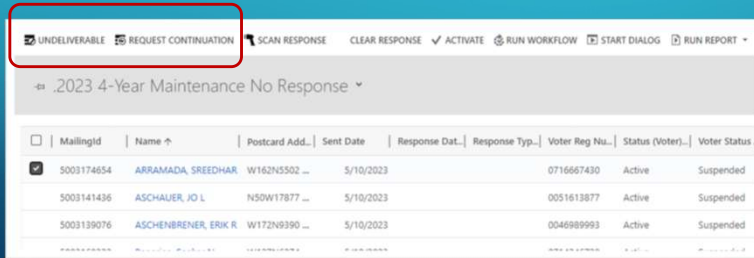 UNDELIVERABLE REQUEST CONTINUATION SCAN RESPONSE CLEAR RESPONSE ACTIVATE RUN WORKFLOW START DIALOG RUN REPORT
.2023 4-Year Maintenance No Response
MailingId Name ↑ Postcard Add... Sent Date Response Dat... Response Typ... Voter Reg Nu... Status (Voter)... Voter Status
5003174654 ARRAMADA, SREEDHAR W162N5502 ... 5/10/2023 0716667430 Active Suspended
5003141436 ASCHAUER, JO L N50W17877 ... 5/10/2023 0051613877 Active Suspended
5003139076 ASCHENBRENER, ERIK R W172N9390 ... 5/10/2023 0046989993 Active Suspended